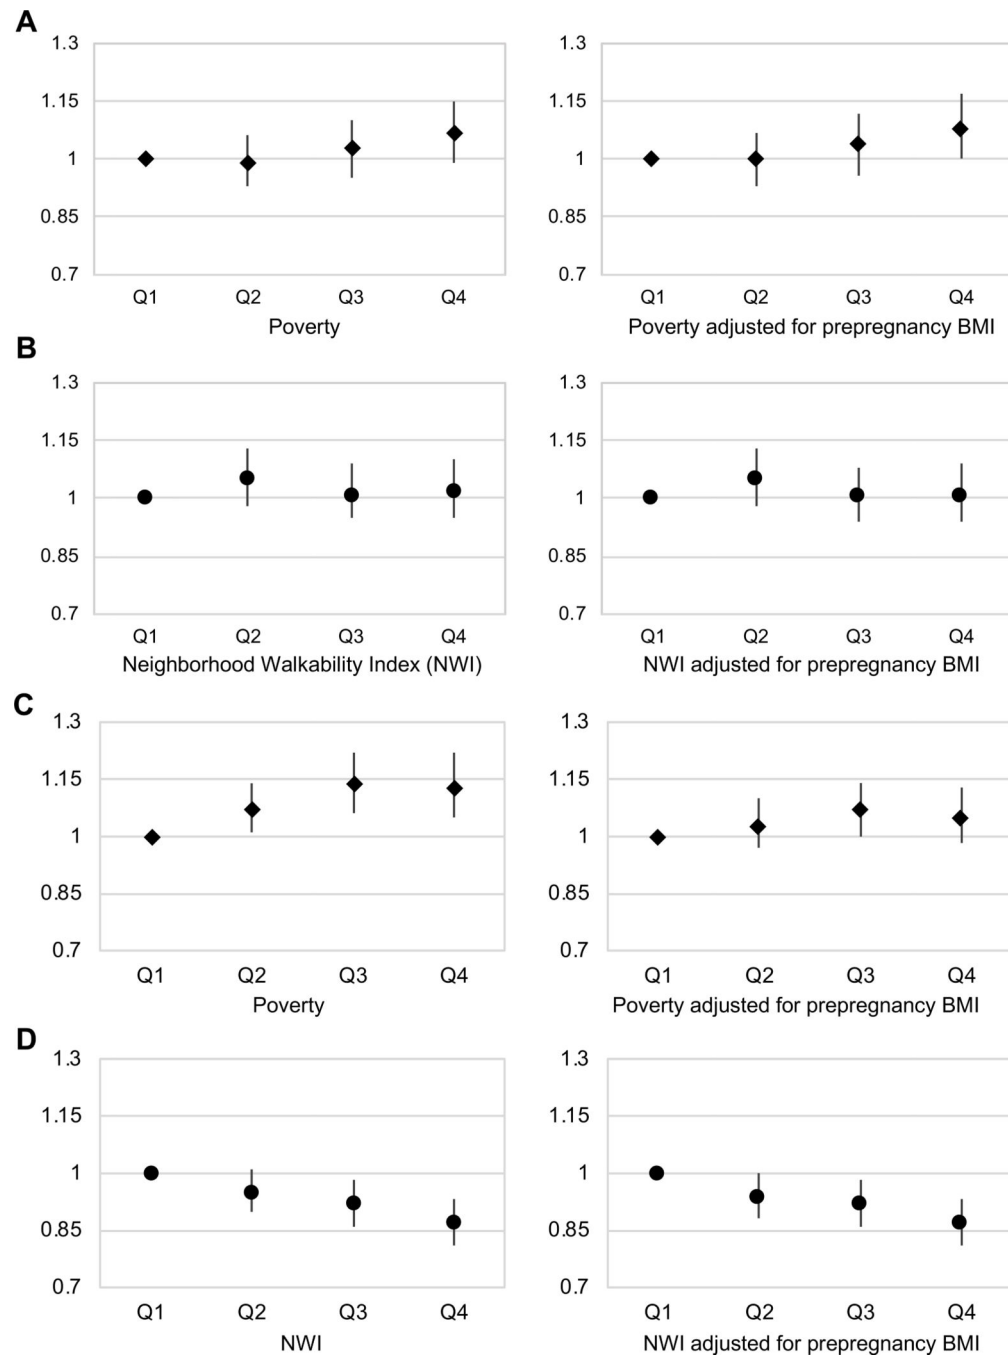 A
1.3 1.3
1.15 1.15
1 1
0.85 0.85
0.7 0.7
Q1 Q2 Q3 Q4 Q1 Q2 Q3 Q4
Poverty Poverty adjusted for prepregnancy BMI
B
1.3 1.3
1.15 1.15
1 1
0.85 0.85
0.7 0.7
Q1 Q2 Q3 Q4 Q1 Q2 Q3 Q4
Neighborhood Walkability Index (NWI) NWI adjusted for prepregnancy BMI
C
1.3 1.3
1.15 1.15
1 1
0.85 0.85
0.7 0.7
Q1 Q2 Q3 Q4 Q1 Q2 Q3 Q4
Poverty Poverty adjusted for prepregnancy BMI
D
1.3 1.3
1.15 1.15
1 1
0.85 0.85
0.7 0.7
Q1 Q2 Q3 Q4 Q1 Q2 Q3 Q4
NWI NWI adjusted for prepregnancy BMI